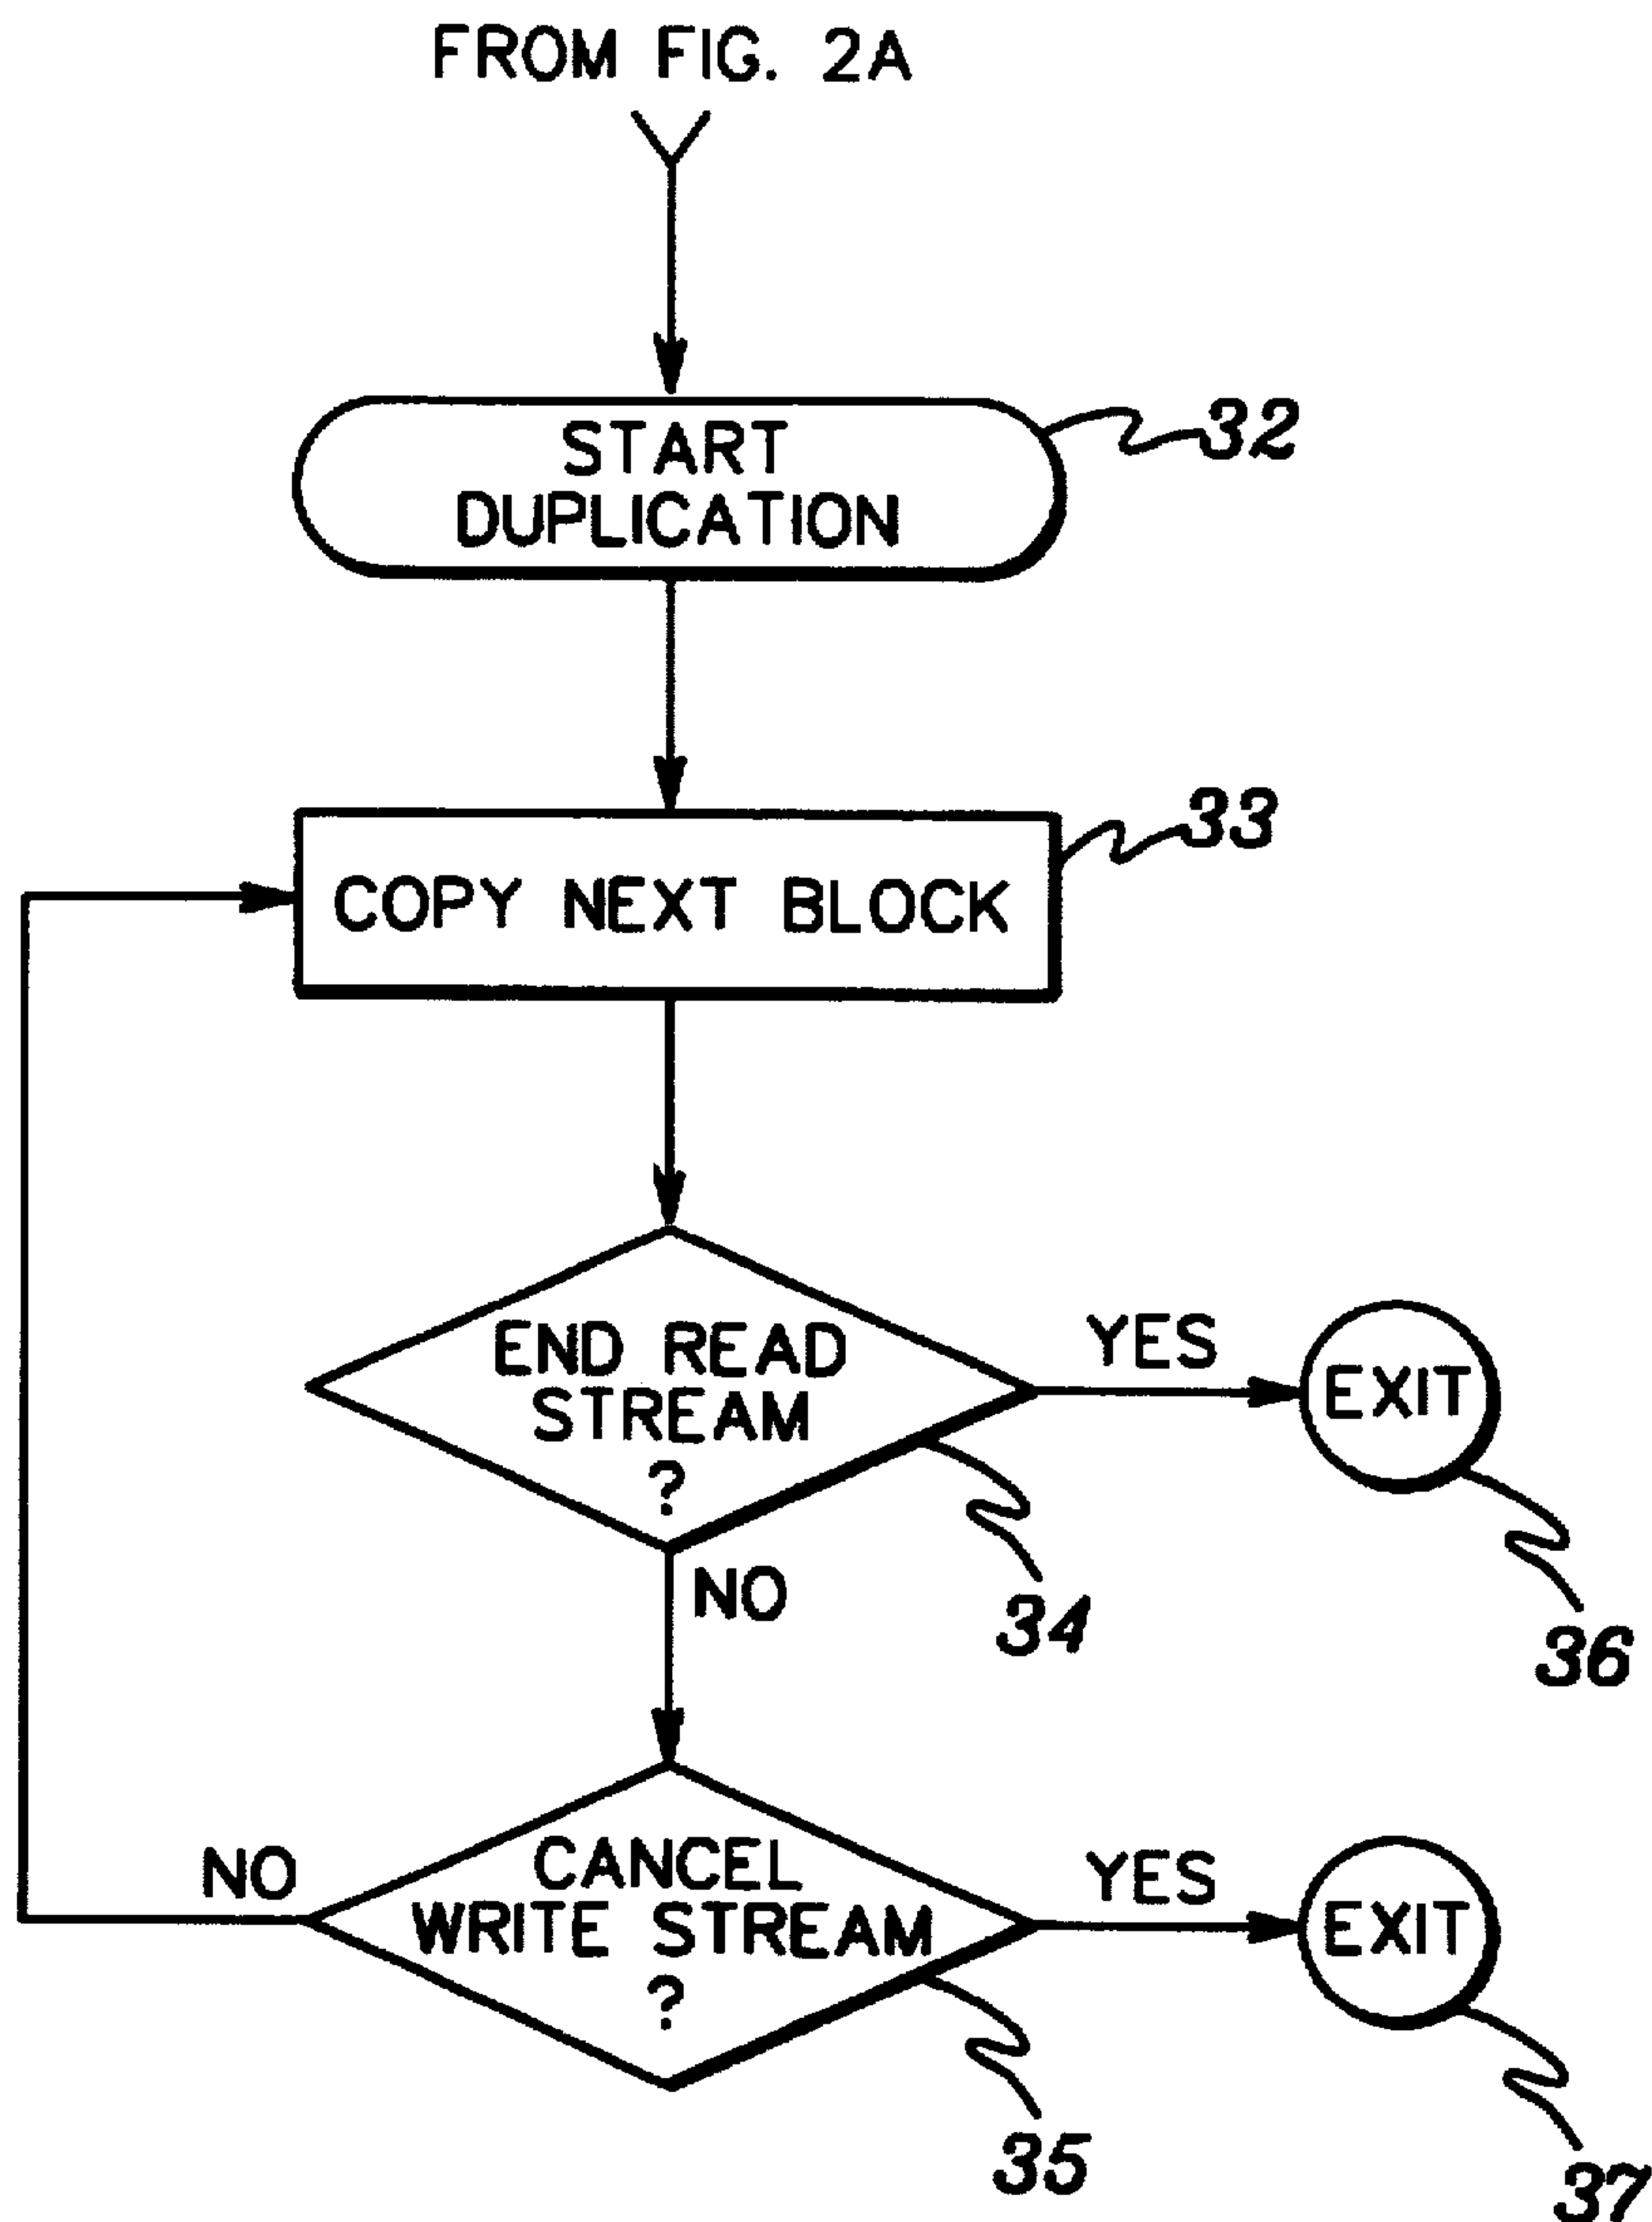 FROM FIG. 2A
START
DUPLICATION
32
COPY NEXT BLOCK
33
END READ
STREAM
?
YES
EXIT
NO
34
36
CANCEL
WRITE STREAM
?
NO
YES
EXIT
35
37